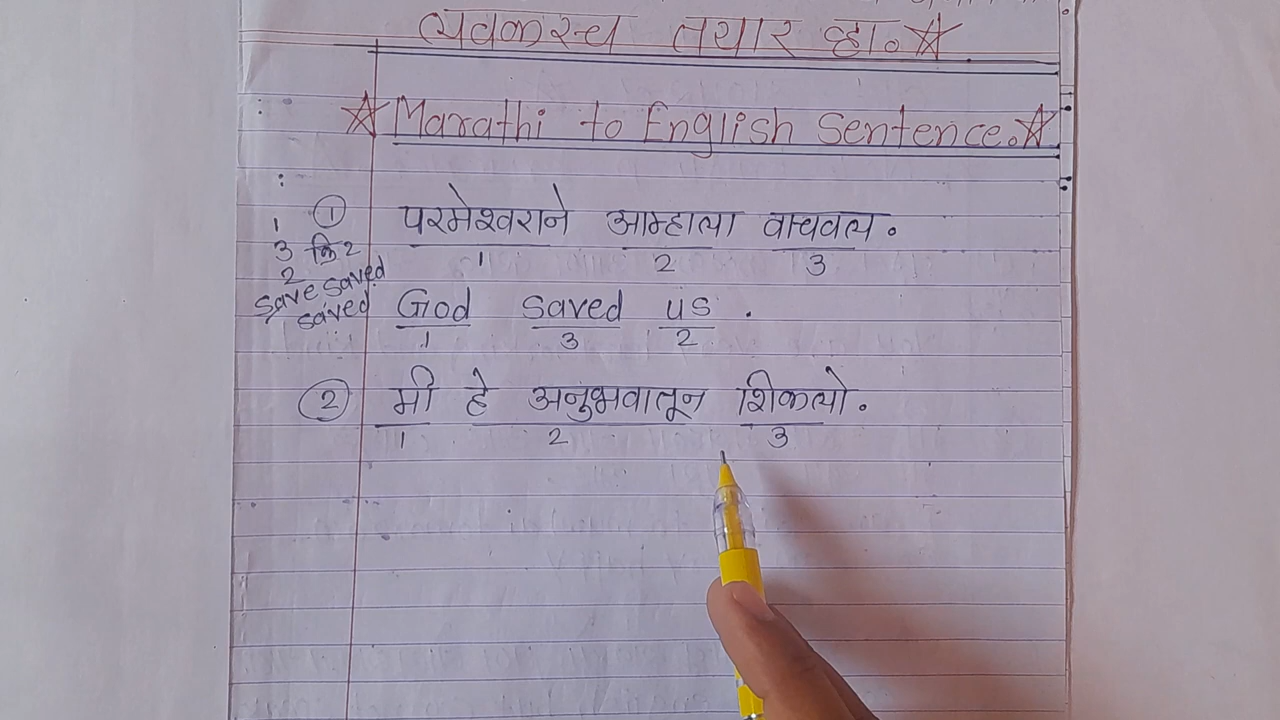 तयार व्हा.
Marathi to English Sentence.
① परमेश्वराने आम्हाला वाचवल.
1 2 3
1
3 क्रि 2
2
save saved
saved
God saved us.
1 3 2
② मी हे अनुभवातून शिकलो.
1 2 3